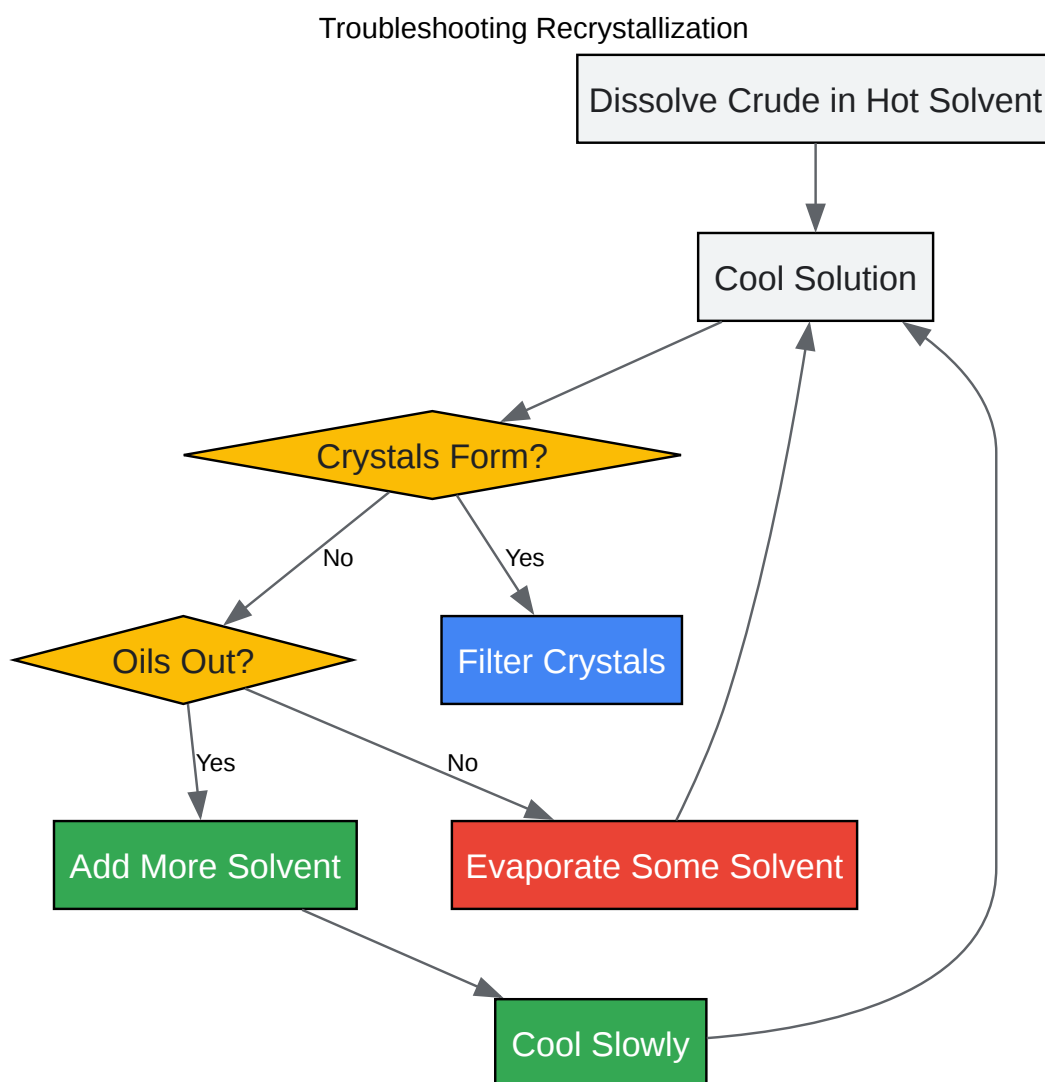 Troubleshooting Recrystallization
Dissolve Crude in Hot Solvent
Cool Solution
Crystals Form?
No
Yes
Oils Out?
Filter Crystals
Yes
No
Add More Solvent
Evaporate Some Solvent
Cool Slowly